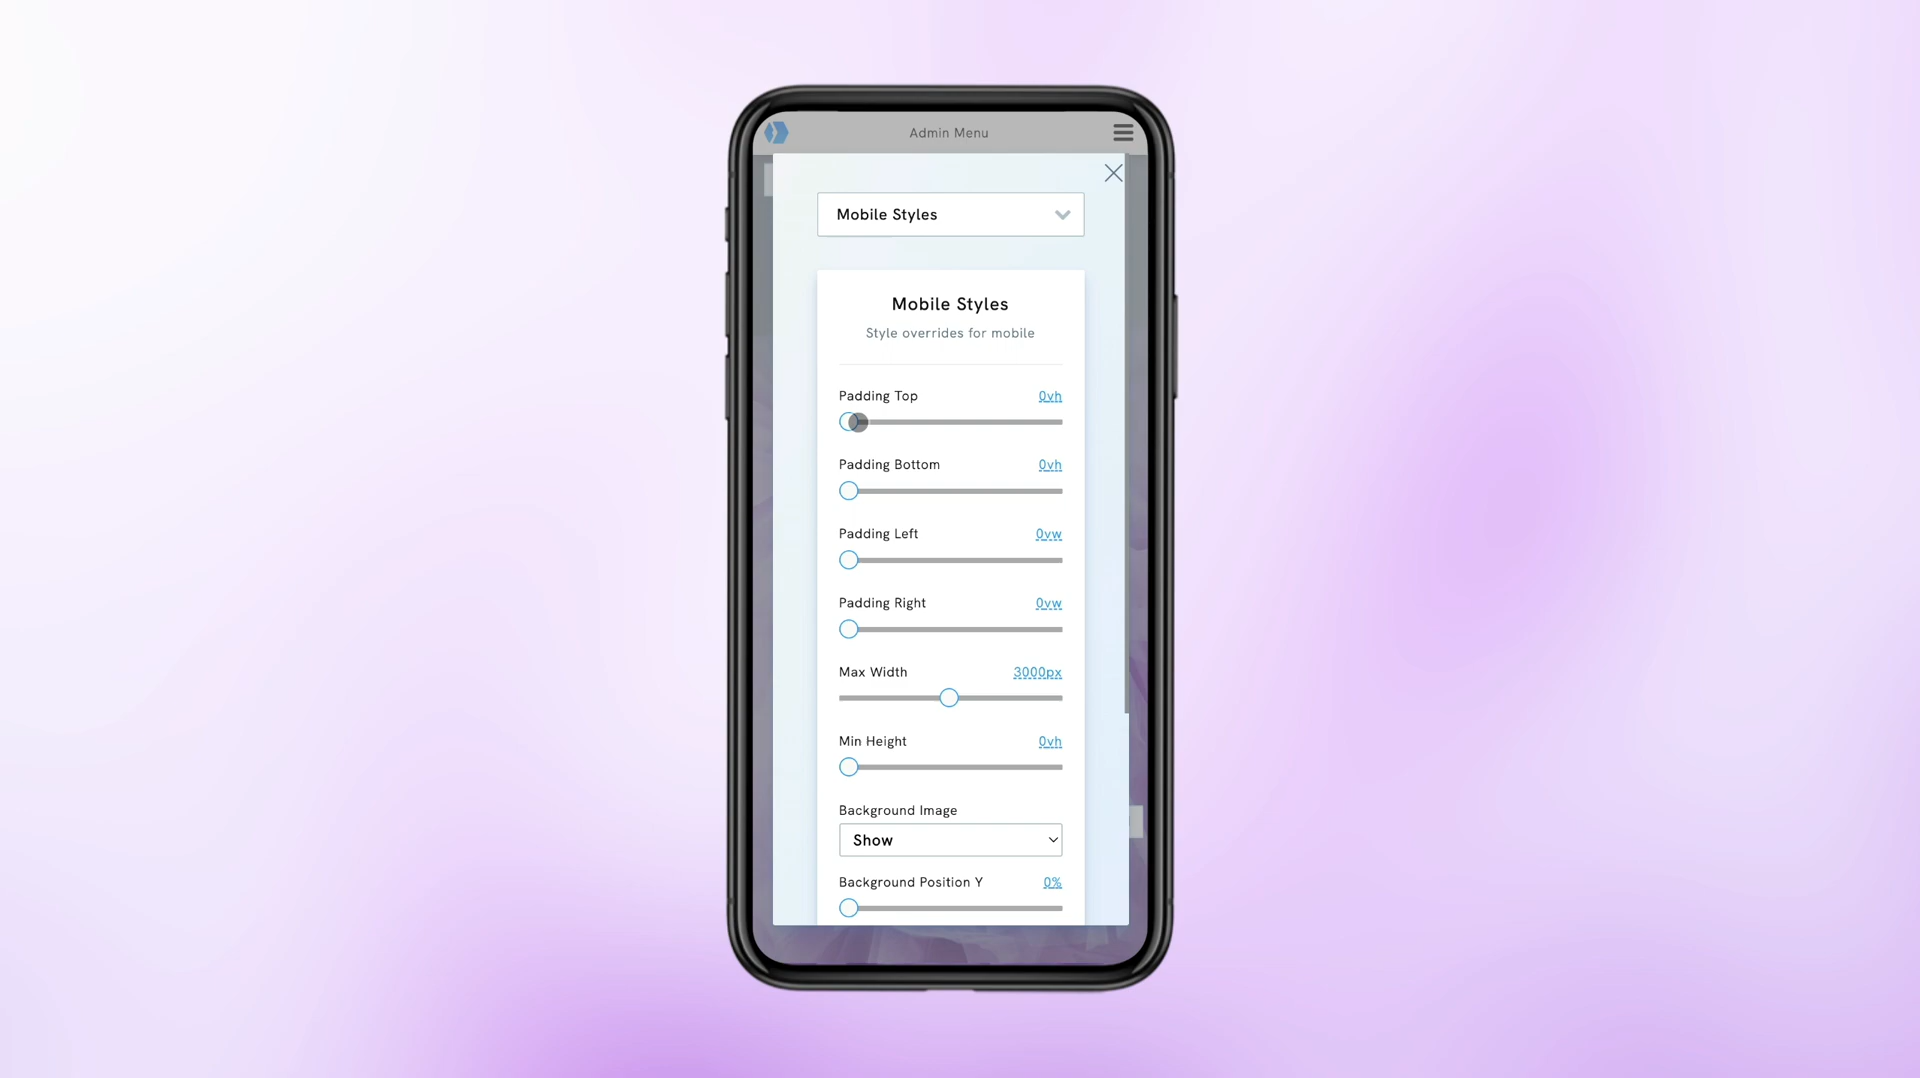 Admin Menu
Mobile Styles
Mobile Styles
Style overrides for mobile
Padding Top 0vh
Padding Bottom 0vh
Padding Left 0vw
Padding Right 0vw
Max Width 3000px
Min Height 0vh
Background Image
Show
Background Position Y 0%